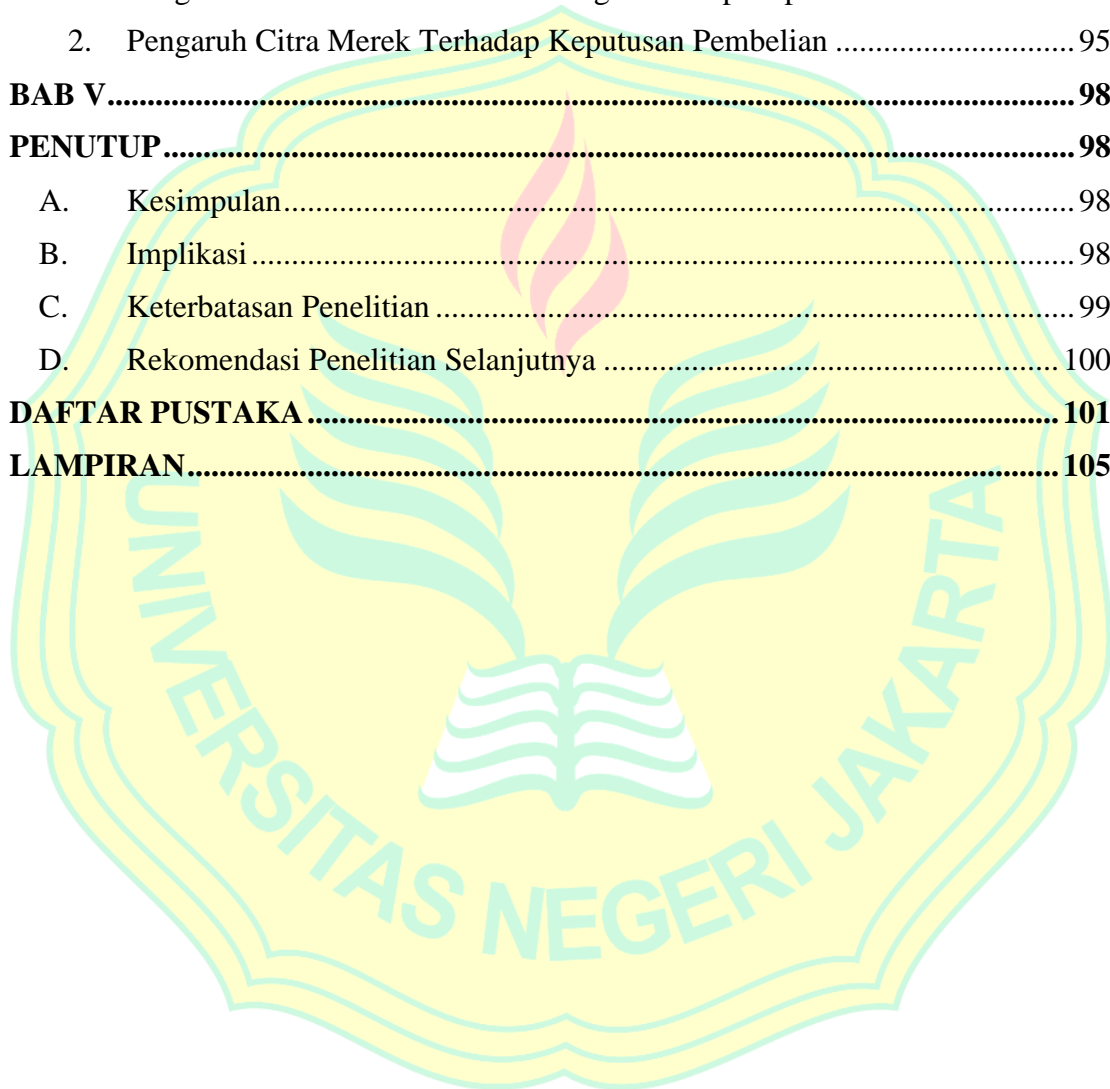 2. Pengaruh Citra Merek Terhadap Keputusan Pembelian ............................. 95
BAB V......................................................................................................................... 98
PENUTUP.................................................................................................................. 98
A. Kesimpulan.................................................................................................. 98
B. Implikasi ...................................................................................................... 98
C. Keterbatasan Penelitian ............................................................................... 99
D. Rekomendasi Penelitian Selanjutnya ........................................................ 100
DAFTAR PUSTAKA .............................................................................................. 101
LAMPIRAN............................................................................................................. 105
UNIVERSITAS NEGERI JAKARTA